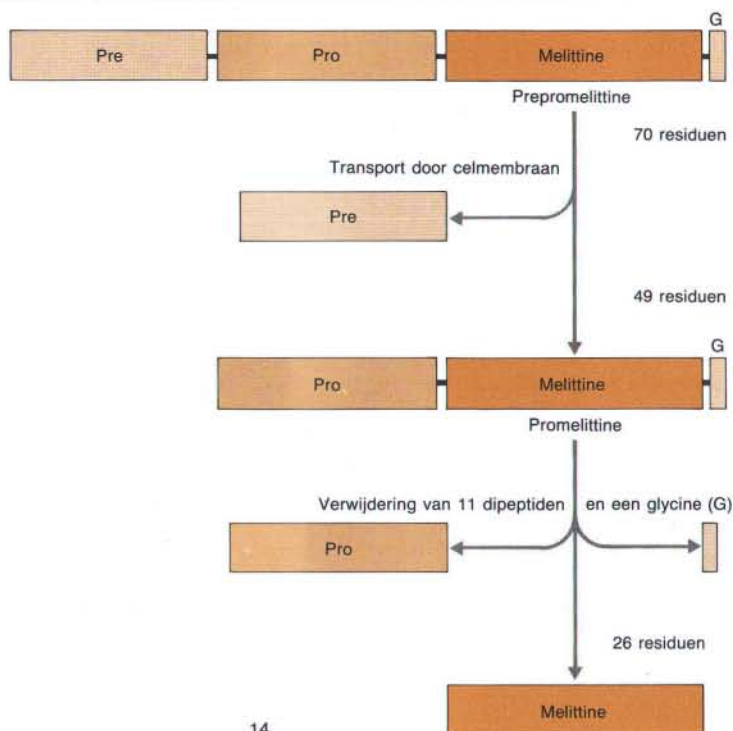 G
Pre
Pro
Melittine
Prepromelittine
70 residuen
Transport door celmembraan
Pre
49 residuen
G
Pro
Melittine
Promelittine
Verwijdering van 11 dipeptiden en een glycine (G)
Pro
26 residuen
Melittine
14